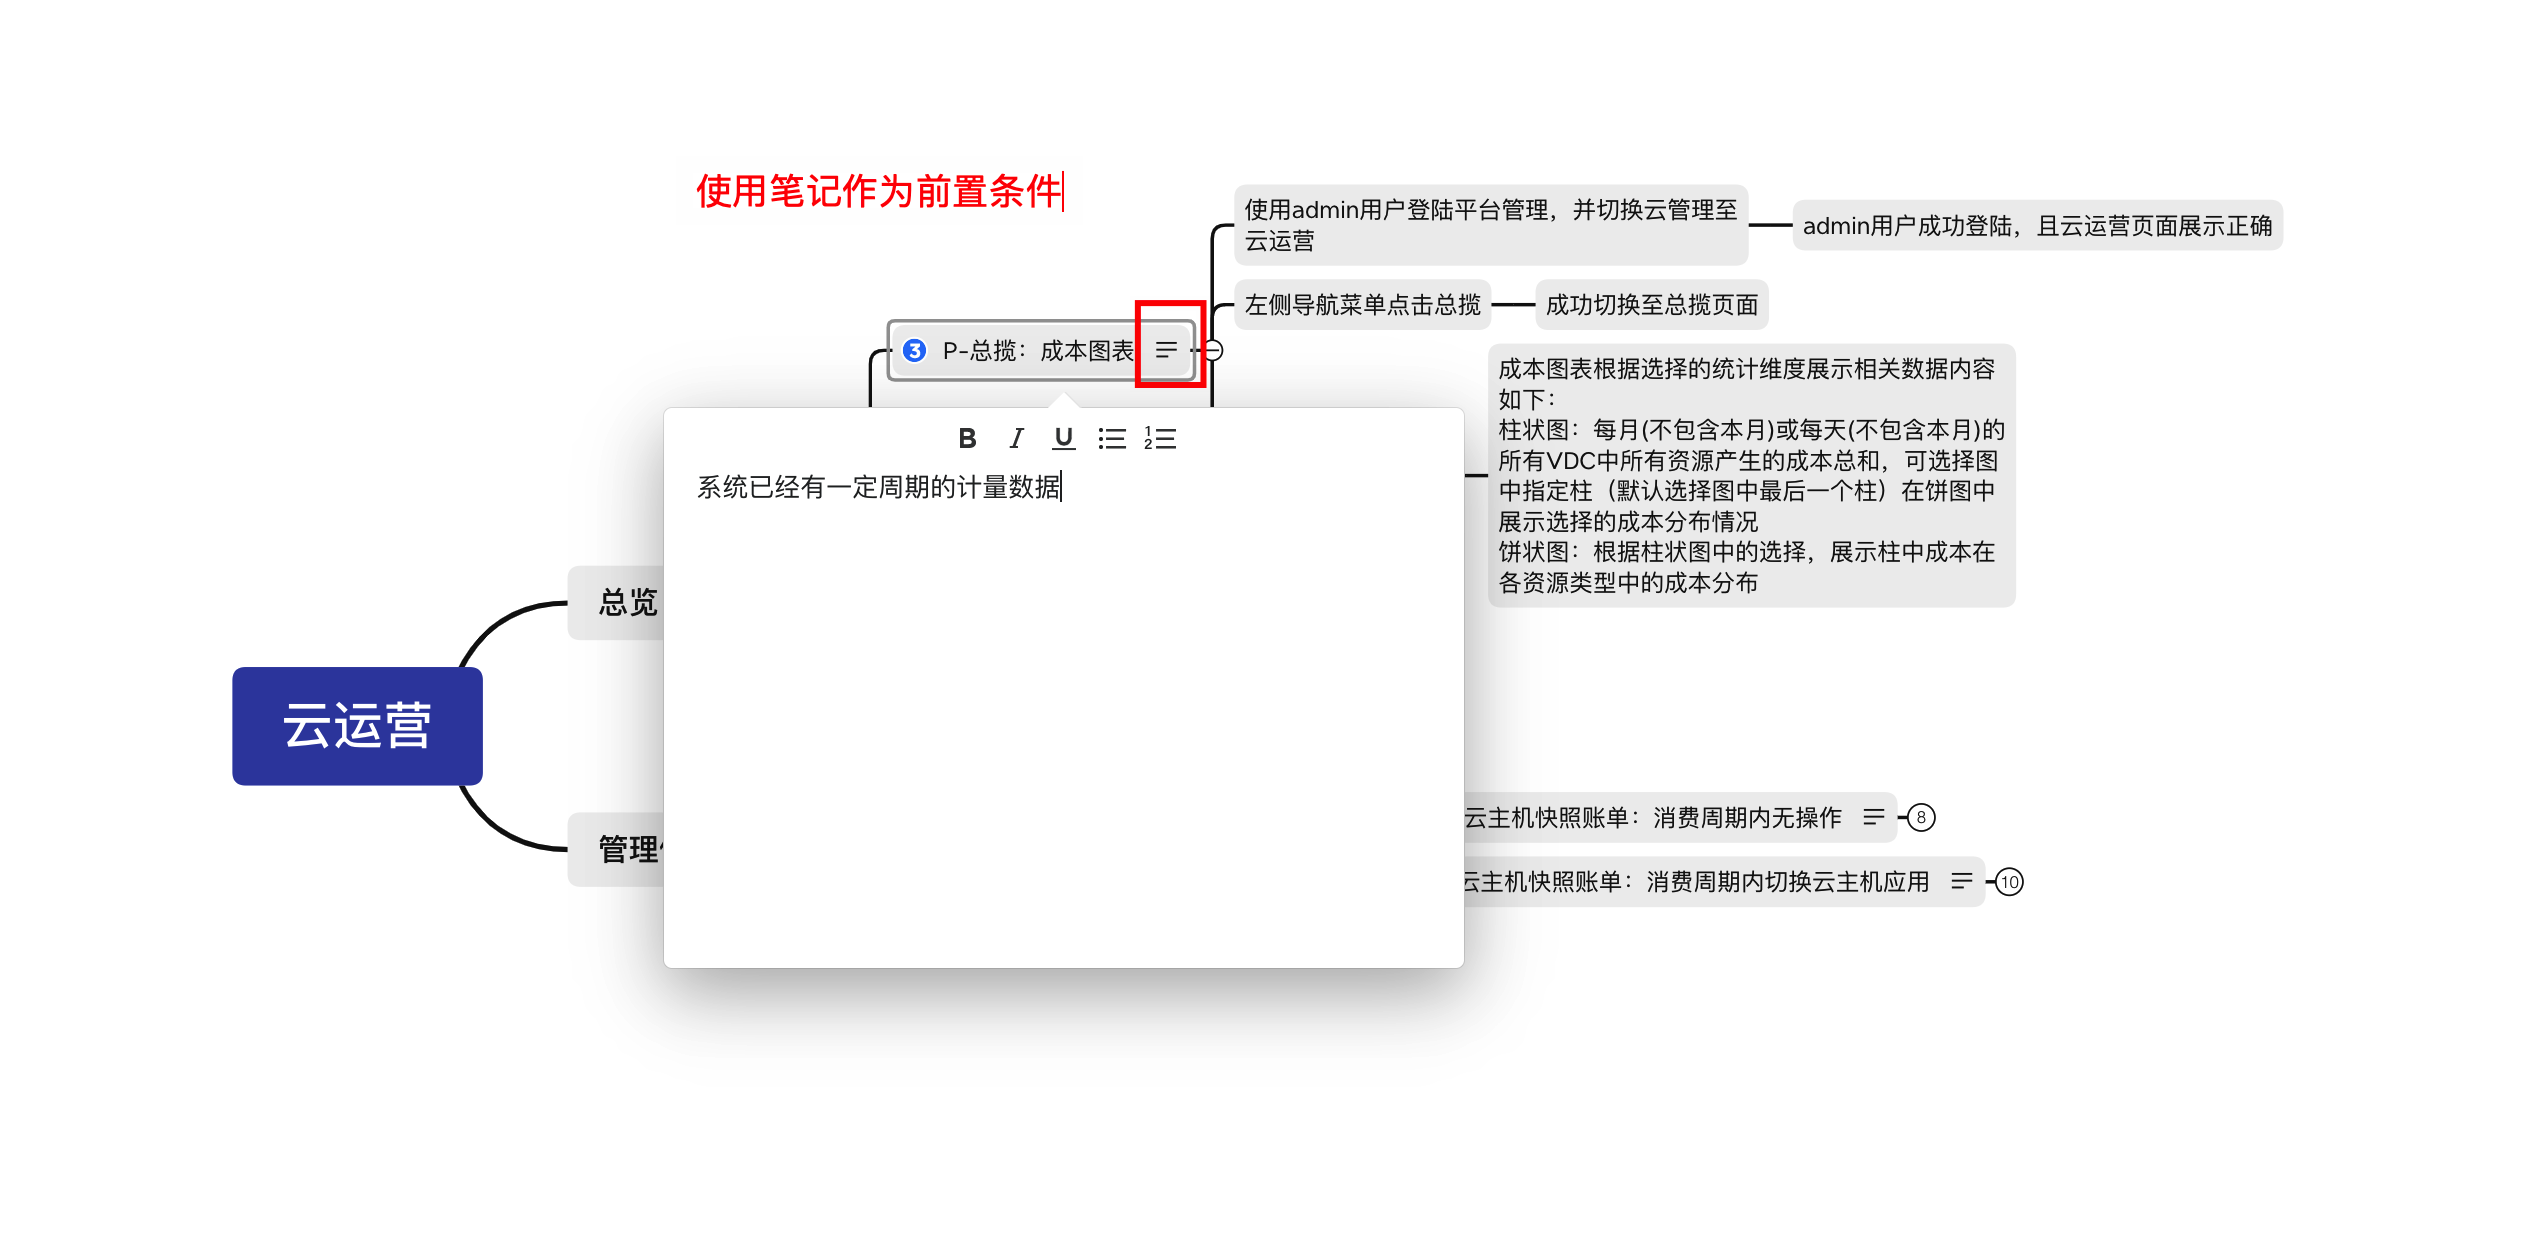 使用笔记作为前置条件
使用admin用户登陆平台管理，并切换云管理至
云运营
admin用户成功登陆，且云运营页面展示正确
左侧导航菜单点击总揽
成功切换至总揽页面
3 P-总揽：成本图表
成本图表根据选择的统计维度展示相关数据内容
如下：
柱状图：每月(不包含本月)或每天(不包含本月)的
所有VDC中所有资源产生的成本总和，可选择图
中指定柱（默认选择图中最后一个柱）在饼图中
展示选择的成本分布情况
饼状图：根据柱状图中的选择，展示柱中成本在
各资源类型中的成本分布
B I U
系统已经有一定周期的计量数据
总览
云运营
管理
云主机快照账单：消费周期内无操作 8
云主机快照账单：消费周期内切换云主机应用 10